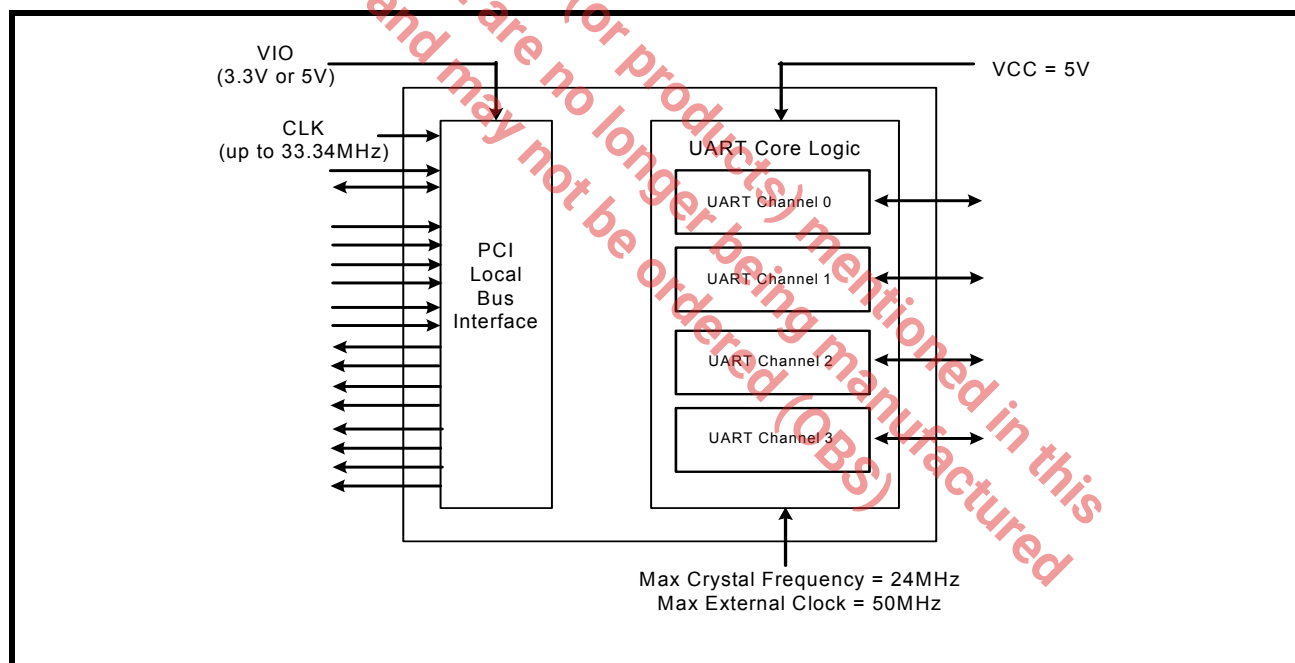 VIO
(3.3V or 5V)
VCC = 5V
CLK
(up to 33.34MHz)
UART Core Logic
UART Channel 0
PCI
Local
Bus
Interface
UART Channel 1
UART Channel 2
UART Channel 3
Max Crystal Frequency = 24MHz
Max External Clock = 50MHz
(or products) mentioned in this
are no longer being manufactured
and may not be ordered (OBS)